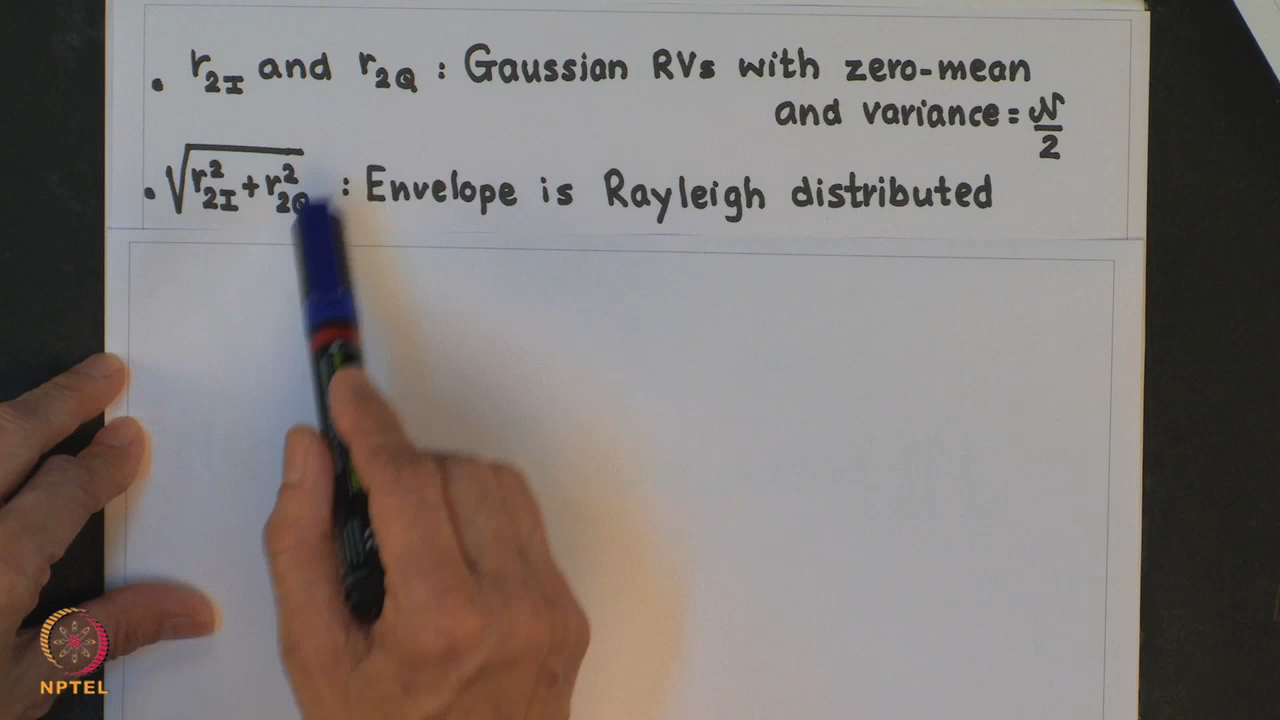 . r₂I and r₂Q : Gaussian RVs with zero-mean
and variance = 𝒩/2
. √(r²₂I + r²₂Q) : Envelope is Rayleigh distributed
NPTEL